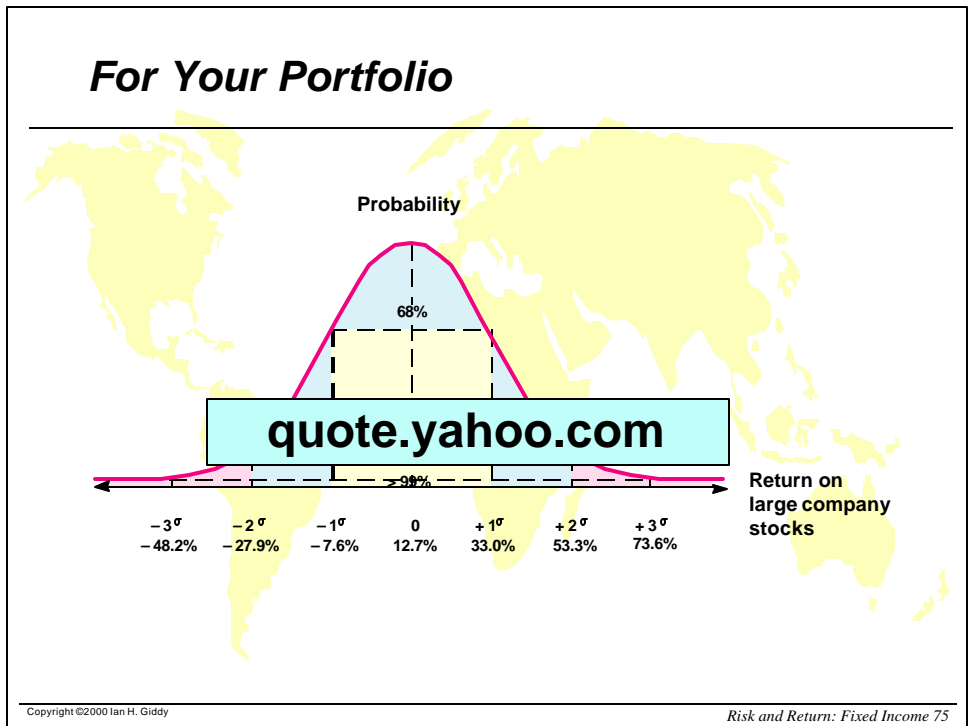 For Your Portfolio
Probability
68%
quote.yahoo.com
> 99%
Return on
large company
stocks
– 3σ – 2σ – 1σ 0 + 1σ + 2σ + 3σ
– 48.2% – 27.9% – 7.6% 12.7% 33.0% 53.3% 73.6%
Copyright ©2000 Ian H. Giddy
Risk and Return: Fixed Income 75